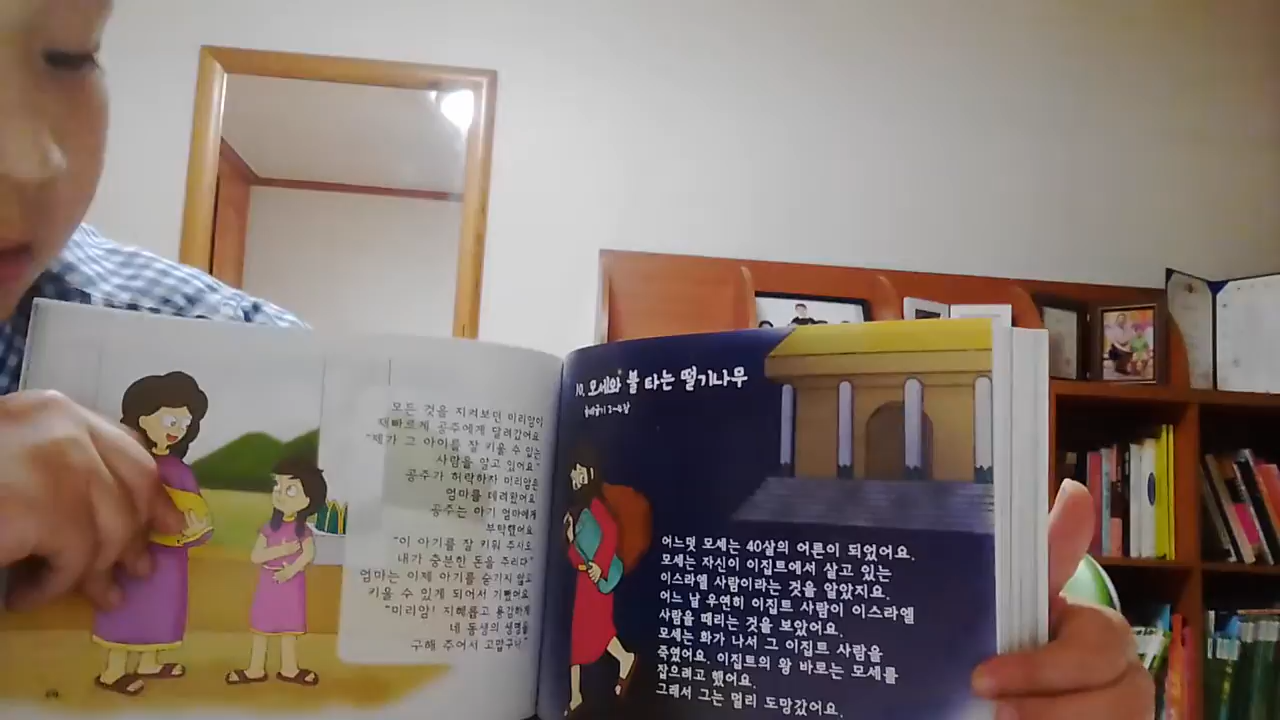 모든 것을 지켜보던 미리암이
재빠르게 공주에게 달려갔어요.
"제가 그 아이를 잘 키울 수 있는
사람을 알고 있어요"
공주가 허락하자 미리암은
엄마를 데려왔어요
공주는 아기 엄마에게
부탁했어요.
"이 아기를 잘 키워 주시오
내가 충분한 돈을 주리다"
엄마는 이제 아기를 숨기지 않고
키울 수 있게 되어서 기뻤어요
"미리암! 지혜롭고 용감하게
네 동생의 생명을
구해 주어서 고맙구나"
10. 모세와 불 타는 떨기나무
출애굽기 2~4장
어느덧 모세는 40살의 어른이 되었어요.
모세는 자신이 이집트에서 살고 있는
이스라엘 사람이라는 것을 알았지요.
어느 날 우연히 이집트 사람이 이스라엘
사람을 때리는 것을 보았어요.
모세는 화가 나서 그 이집트 사람을
죽였어요. 이집트의 왕 바로는 모세를
잡으려고 했어요.
그래서 그는 멀리 도망갔어요.